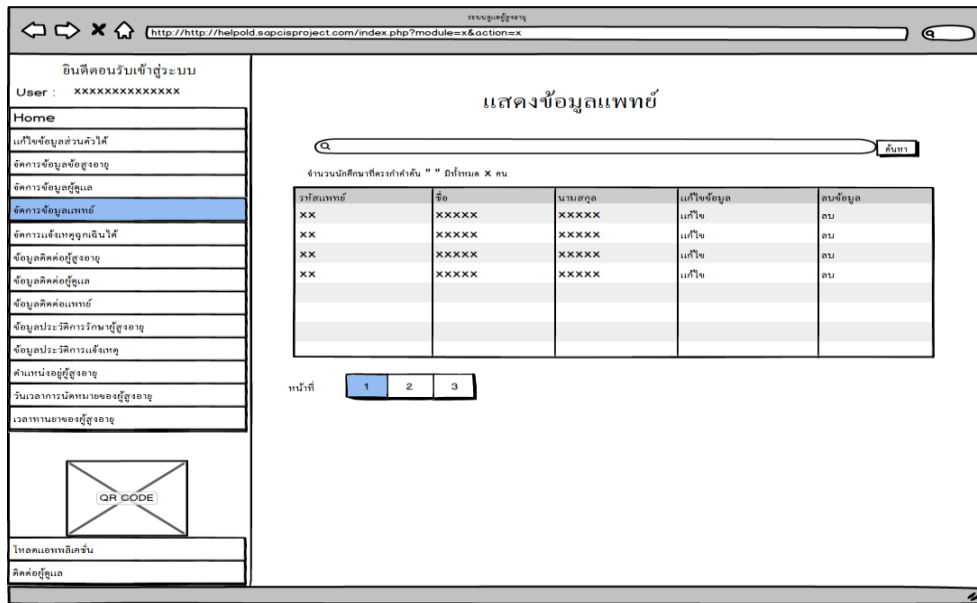 ระบบดูแลผู้สูงอายุ
http://http://helpold.sapcisproject.com/index.php?module=x&action=x
ยินดีตอนรับเข้าสู่ระบบ
User : xxxxxxxxxxxxxx
Home
แก้ไขข้อมูลส่วนตัวได้
จัดการข้อมูลข้อสูงอายุ
จัดการข้อมูลผู้ดูแล
จัดการข้อมูลแพทย์
จัดการแจ้งเหตุฉุกเฉินได้
ข้อมูลติดต่อผู้สูงอายุ
ข้อมูลติดต่อผู้ดูแล
ข้อมูลติดต่อแพทย์
ข้อมูลประวัติการรักษาผู้สูงอายุ
ข้อมูลประวัติการแจ้งเหตุ
ตำแหน่งอยู่ผู้สูงอายุ
วันเวลาการนัดหมายของผู้สูงอายุ
เวลาทานยาของผู้สูงอายุ
QR CODE
โหลดแอพพลิเคชั่น
ติดต่อผู้ดูแล
แสดงข้อมูลแพทย์
ค้นหา
จำนวนนักศึกษาที่ตรงกำคำค้น " " มีทั้งหมด x คน
รหัสแพทย์ ชื่อ นามสกุล แก้ไขข้อมูล ลบข้อมูล
xx xxxxx xxxxx แก้ไข ลบ
xx xxxxx xxxxx แก้ไข ลบ
xx xxxxx xxxxx แก้ไข ลบ
xx xxxxx xxxxx แก้ไข ลบ
หน้าที่ 1 2 3